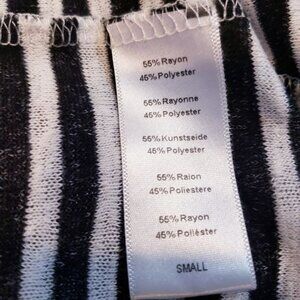 55% Rayon
45% Polyester
55% Rayonne
45% Polyester
55% Kunstseide
45% Polyester
55% Raion
45% Poliestere
55% Rayon
45% Poliéster
SMALL